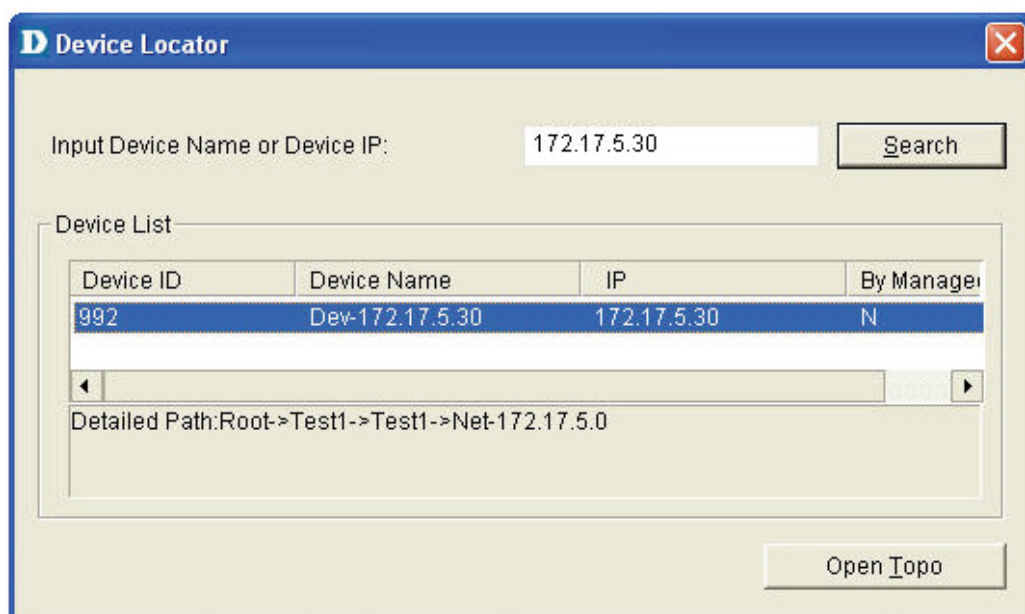 D Device Locator
Input Device Name or Device IP: 172.17.5.30 Search
Device List
Device ID Device Name IP By Manager
992 Dev-172.17.5.30 172.17.5.30 N
Detailed Path:Root->Test1->Test1->Net-172.17.5.0
Open Topo